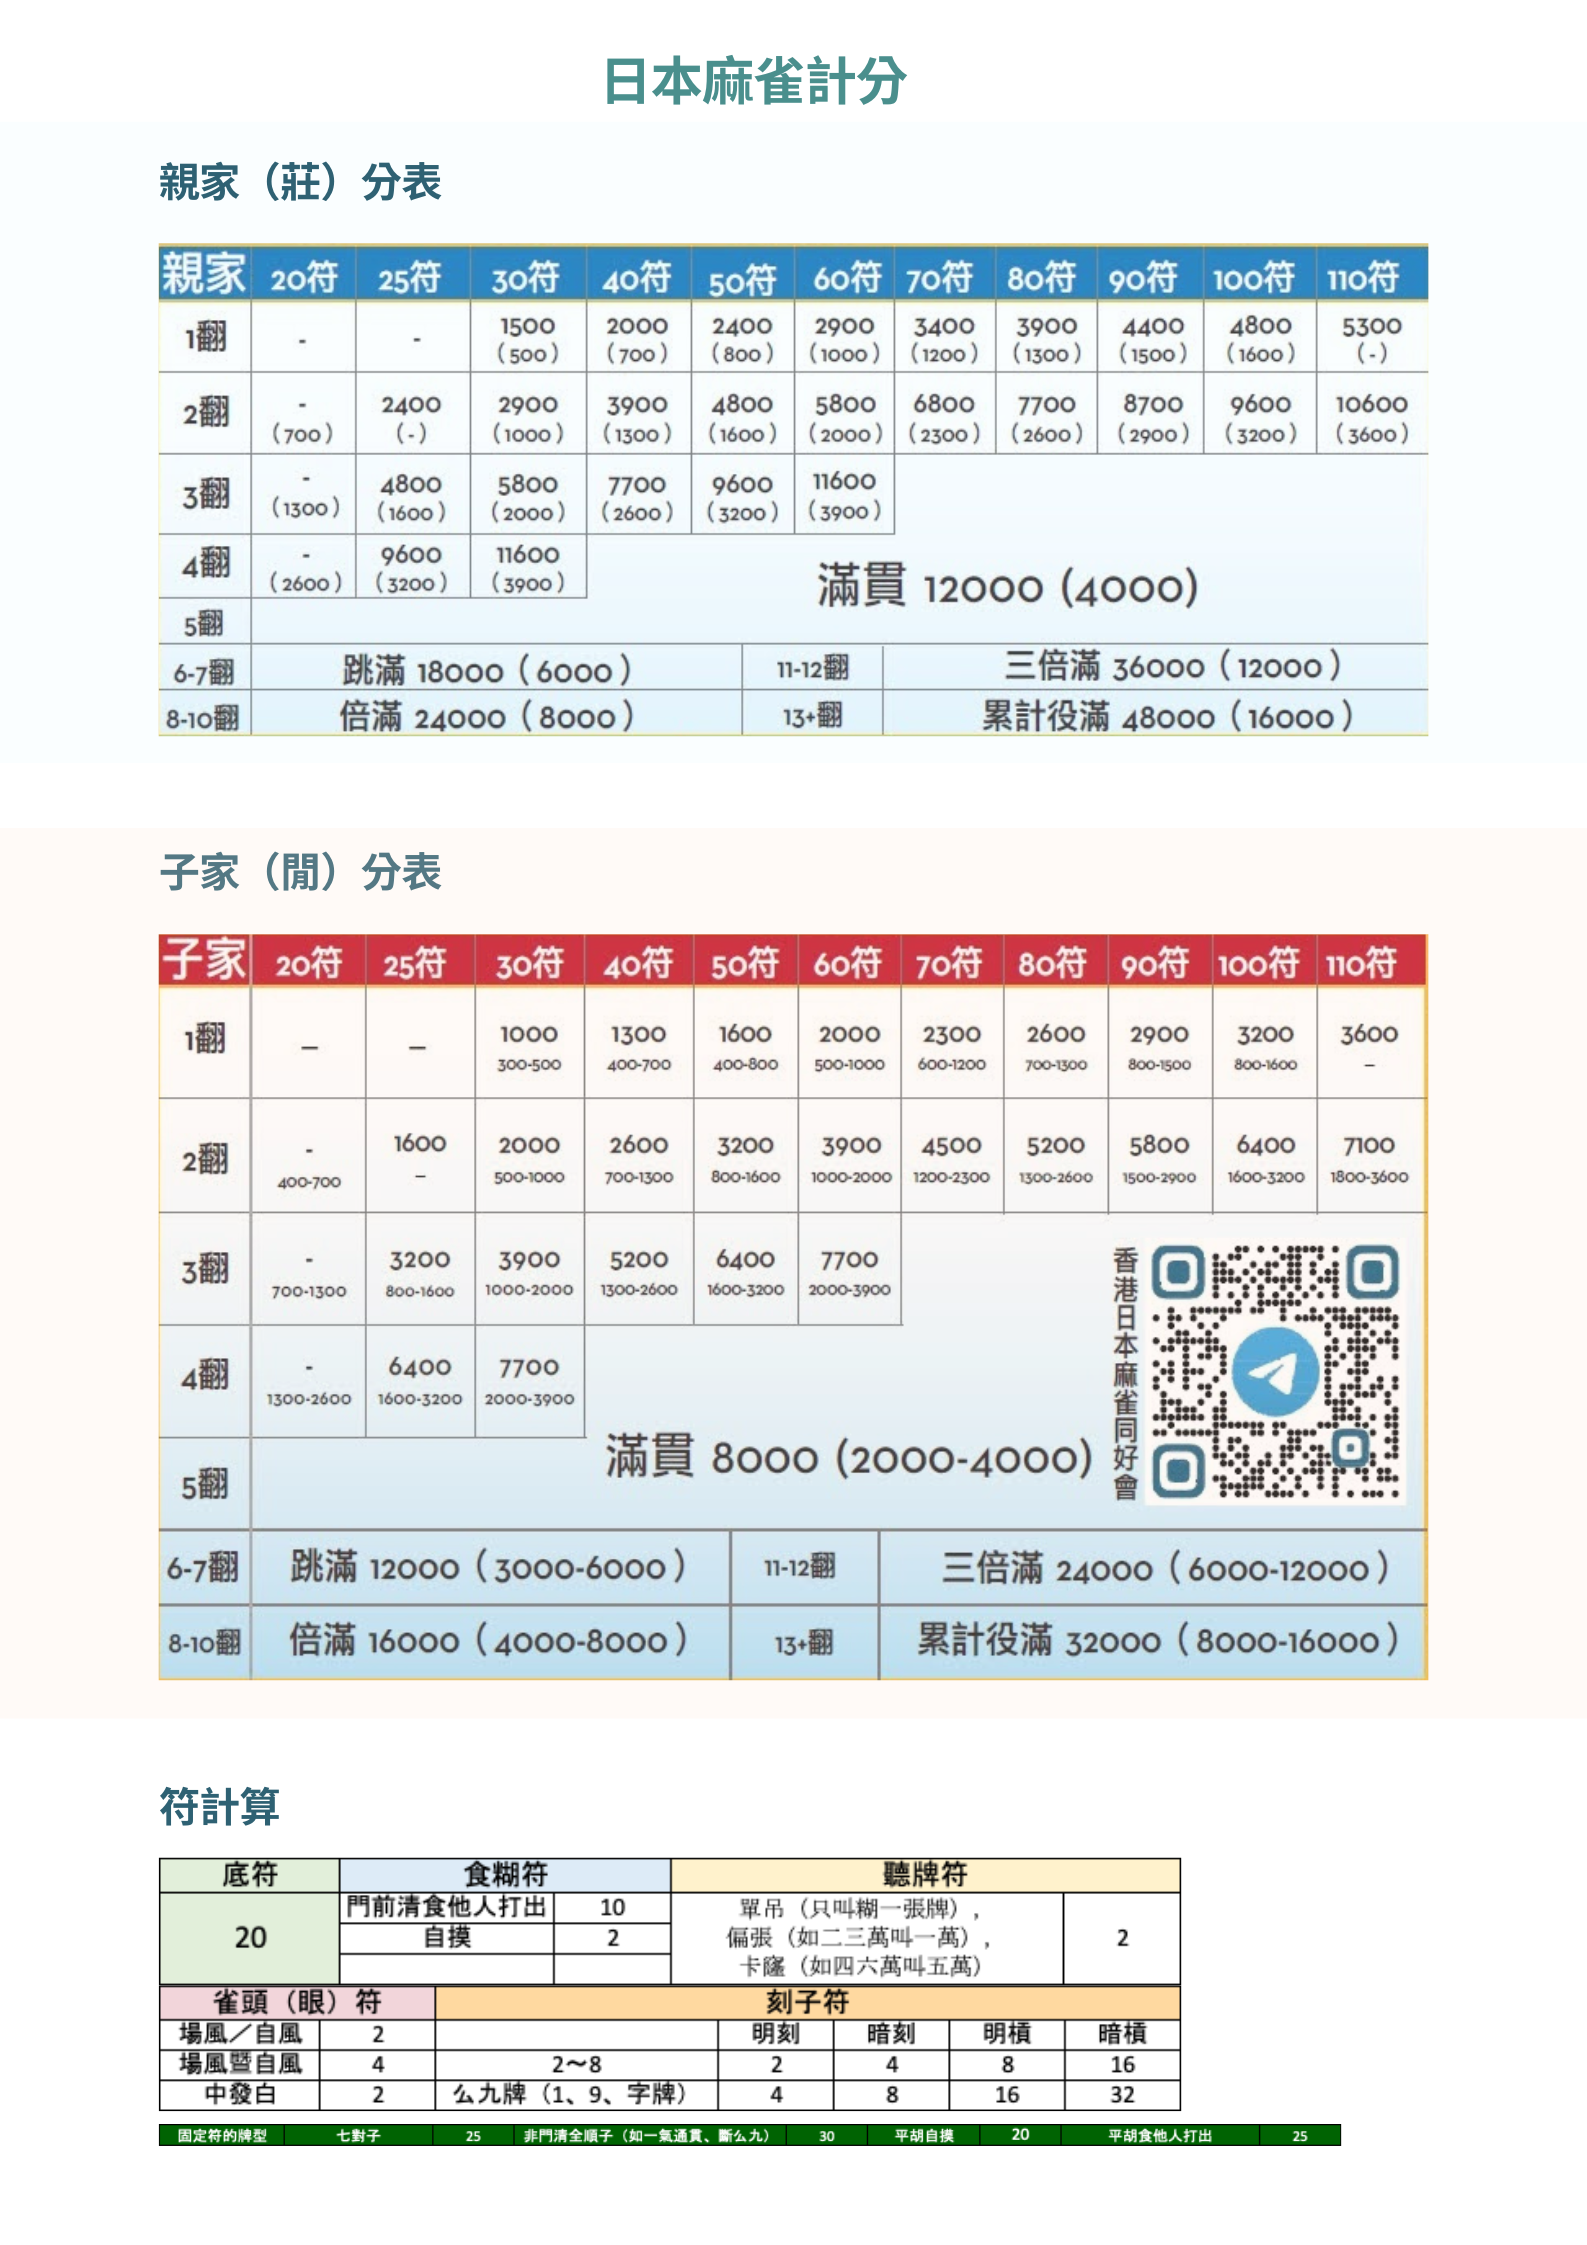 日本麻雀計分
親家（莊）分表
親家 20符 25符 30符 40符 50符 60符 70符 80符 90符 100符 110符
1翻 - - 1500 2000 2400 2900 3400 3900 4400 4800 5300
(500) (700) (800) (1000) (1200) (1300) (1500) (1600) (-)
2翻 - 2400 2900 3900 4800 5800 6800 7700 8700 9600 10600
(700) (-) (1000) (1300) (1600) (2000) (2300) (2600) (2900) (3200) (3600)
3翻 - 4800 5800 7700 9600 11600
(1300) (1600) (2000) (2600) (3200) (3900)
4翻 - 9600 11600
(2600) (3200) (3900)
滿貫 12000 (4000)
5翻
6-7翻 跳滿 18000（6000） 11-12翻 三倍滿 36000（12000）
8-10翻 倍滿 24000（8000） 13+翻 累計役滿 48000（16000）
子家（閒）分表
子家 20符 25符 30符 40符 50符 60符 70符 80符 90符 100符 110符
1翻 – – 1000 1300 1600 2000 2300 2600 2900 3200 3600
300-500 400-700 400-800 500-1000 600-1200 700-1300 800-1500 800-1600 –
2翻 - 1600 2000 2600 3200 3900 4500 5200 5800 6400 7100
400-700 – 500-1000 700-1300 800-1600 1000-2000 1200-2300 1300-2600 1500-2900 1600-3200 1800-3600
3翻 - 3200 3900 5200 6400 7700
700-1300 800-1600 1000-2000 1300-2600 1600-3200 2000-3900
4翻 - 6400 7700
1300-2600 1600-3200 2000-3900
香港日本麻雀同好會
滿貫 8000 (2000-4000)
5翻
6-7翻 跳滿 12000（3000-6000） 11-12翻 三倍滿 24000（6000-12000）
8-10翻 倍滿 16000（4000-8000） 13+翻 累計役滿 32000（8000-16000）
符計算
底符 食糊符 聽牌符
20 門前清食他人打出 10 單吊（只叫糊一張牌）,
自摸 2 偏張（如二三萬叫一萬）, 2
卡窿（如四六萬叫五萬）
雀頭（眼）符 刻子符
場風／自風 2 明刻 暗刻 明槓 暗槓
場風暨自風 4 2～8 2 4 8 16
中發白 2 么九牌（1、9、字牌） 4 8 16 32
固定符的牌型 七對子 25 非門清全順子（如一氣通貫、斷么九） 30 平胡自摸 20 平胡食他人打出 25